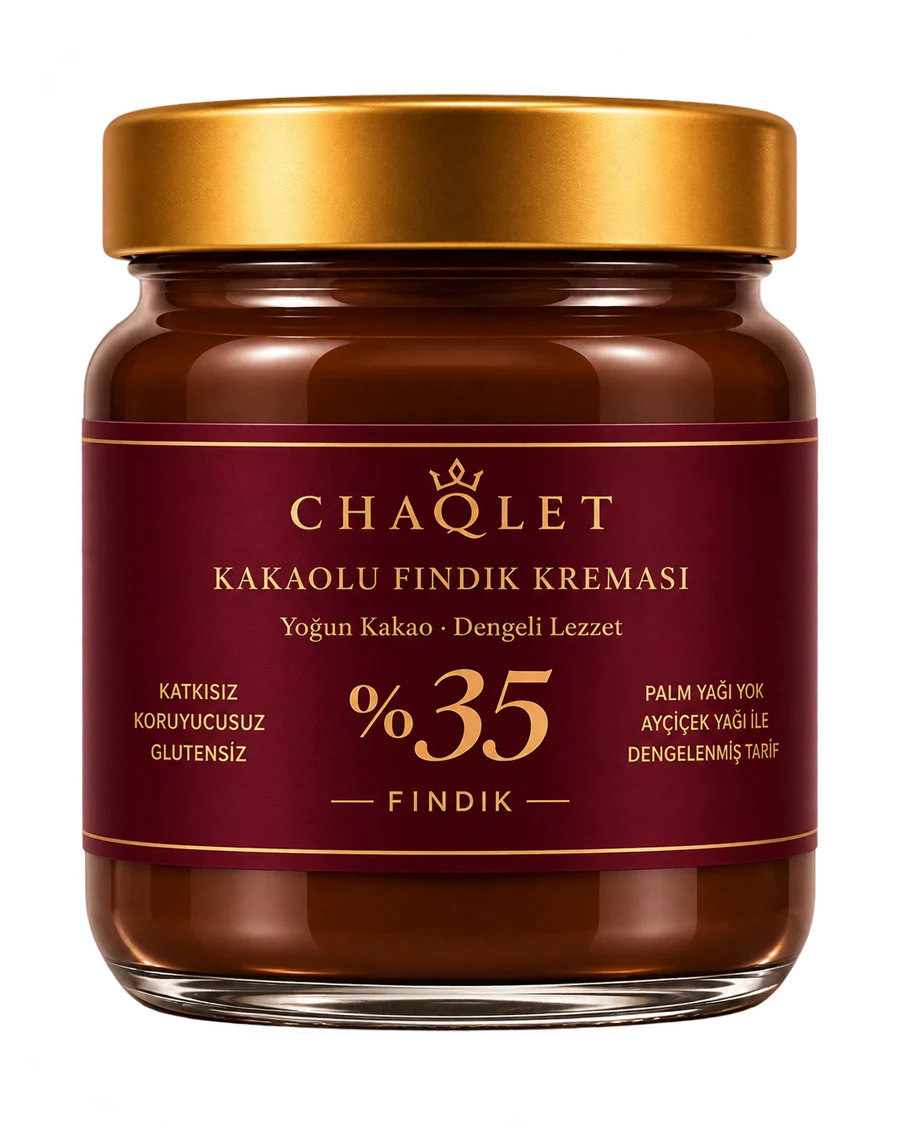 CHAQLET
KAKAOLU FINDIK KREMASI
Yoğun Kakao · Dengeli Lezzet
KATKISIZ
KORUYUCUSUZ
GLUTENSİZ
%35
FINDIK
PALM YAĞI YOK
AYÇİÇEK YAĞI İLE
DENGELENMİŞ TARİF